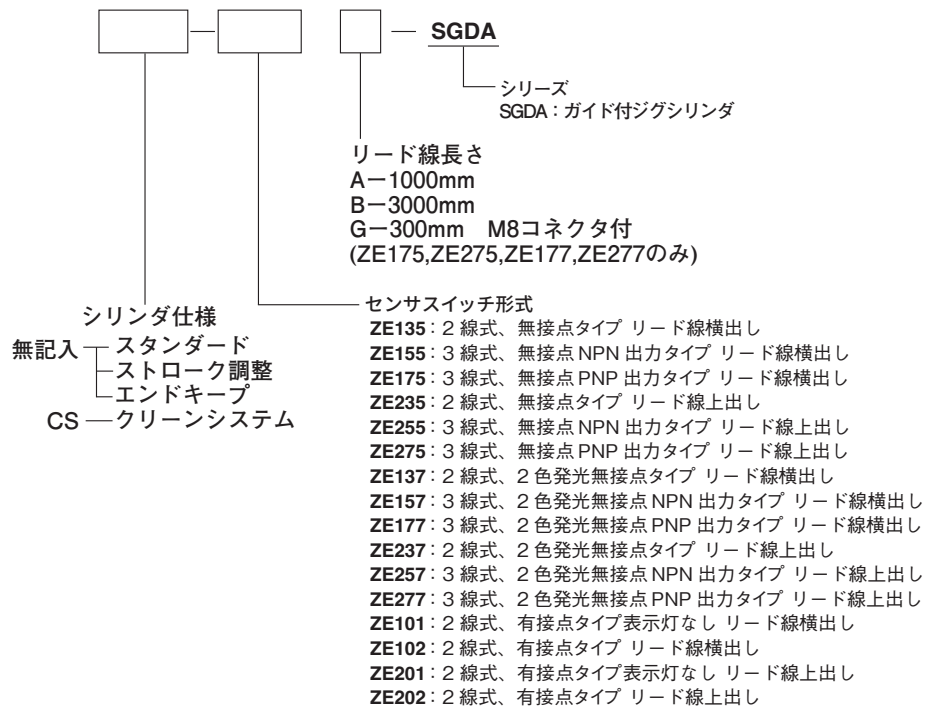 SGDA
シリーズ
SGDA：ガイド付ジグシリンダ
リード線長さ
A－1000mm
B－3000mm
G－300mm　M8コネクタ付
(ZE175,ZE275,ZE177,ZE277のみ)
シリンダ仕様
無記入 スタンダード
ストローク調整
エンドキープ
CS クリーンシステム
センサスイッチ形式
ZE135：2 線式、無接点タイプ リード線横出し
ZE155：3 線式、無接点 NPN 出力タイプ リード線横出し
ZE175：3 線式、無接点 PNP 出力タイプ リード線横出し
ZE235：2 線式、無接点タイプ リード線上出し
ZE255：3 線式、無接点 NPN 出力タイプ リード線上出し
ZE275：3 線式、無接点 PNP 出力タイプ リード線上出し
ZE137：2 線式、2 色発光無接点タイプ リード線横出し
ZE157：3 線式、2 色発光無接点 NPN 出力タイプ リード線横出し
ZE177：3 線式、2 色発光無接点 PNP 出力タイプ リード線横出し
ZE237：2 線式、2 色発光無接点タイプ リード線上出し
ZE257：3 線式、2 色発光無接点 NPN 出力タイプ リード線上出し
ZE277：3 線式、2 色発光無接点 PNP 出力タイプ リード線上出し
ZE101：2 線式、有接点タイプ表示灯なし リード線横出し
ZE102：2 線式、有接点タイプ リード線横出し
ZE201：2 線式、有接点タイプ表示灯なし リード線上出し
ZE202：2 線式、有接点タイプ リード線上出し